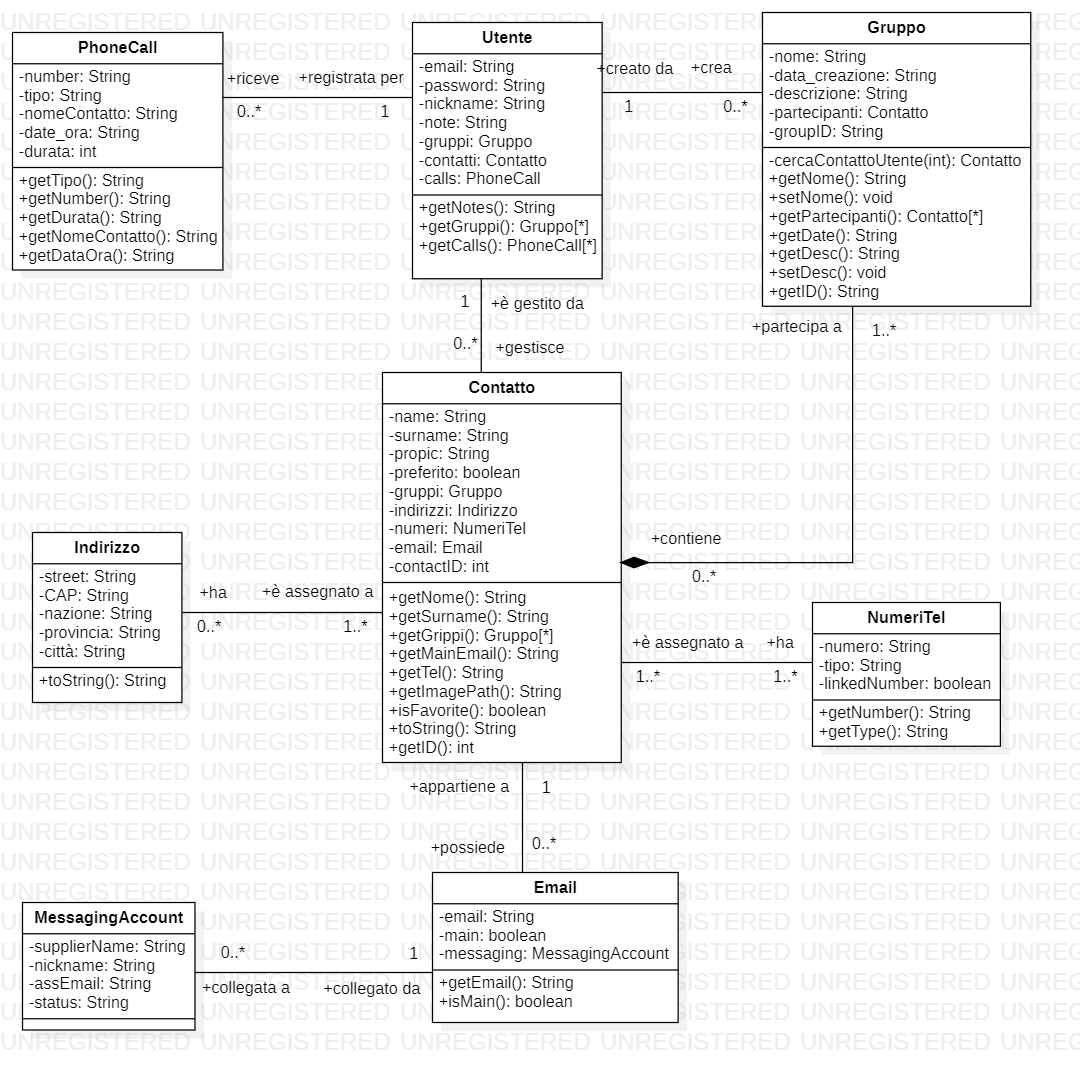 PhoneCall
-number: String
-tipo: String
-nomeContatto: String
-date_ora: String
-durata: int
+getTipo(): String
+getNumber(): String
+getDurata(): String
+getNomeContatto(): String
+getDataOra(): String
+riceve
+registrata per
0..*
1
Utente
-email: String
-password: String
-nickname: String
-note: String
-gruppi: Gruppo
-contatti: Contatto
-calls: PhoneCall
+getNotes(): String
+getGruppi(): Gruppo[*]
+getCalls(): PhoneCall[*]
+creato da
+crea
1
0..*
Gruppo
-nome: String
-data_creazione: String
-descrizione: String
-partecipanti: Contatto
-groupID: String
-cercaContattoUtente(int): Contatto
+getNome(): String
+setNome(): void
+getPartecipanti(): Contatto[*]
+getDate(): String
+getDesc(): String
+setDesc(): void
+getID(): String
1
+è gestito da
0..*
+gestisce
+partecipa a
1..*
Contatto
-name: String
-surname: String
-propic: String
-preferito: boolean
-gruppi: Gruppo
-indirizzi: Indirizzo
-numeri: NumeriTel
-email: Email
-contactID: int
+getNome(): String
+getSurname(): String
+getGrippi(): Gruppo[*]
+getMainEmail(): String
+getTel(): String
+getImagePath(): String
+isFavorite(): boolean
+toString(): String
+getID(): int
+contiene
0..*
Indirizzo
-street: String
-CAP: String
-nazione: String
-provincia: String
-città: String
+toString(): String
+ha
+è assegnato a
0..*
1..*
+è assegnato a
+ha
1..*
1..*
NumeriTel
-numero: String
-tipo: String
-linkedNumber: boolean
+getNumber(): String
+getType(): String
+appartiene a
1
+possiede
0..*
Email
-email: String
-main: boolean
-messaging: MessagingAccount
+getEmail(): String
+isMain(): boolean
MessagingAccount
-supplierName: String
-nickname: String
-assEmail: String
-status: String
0..*
1
+collegata a
+collegato da
UNREGISTERED